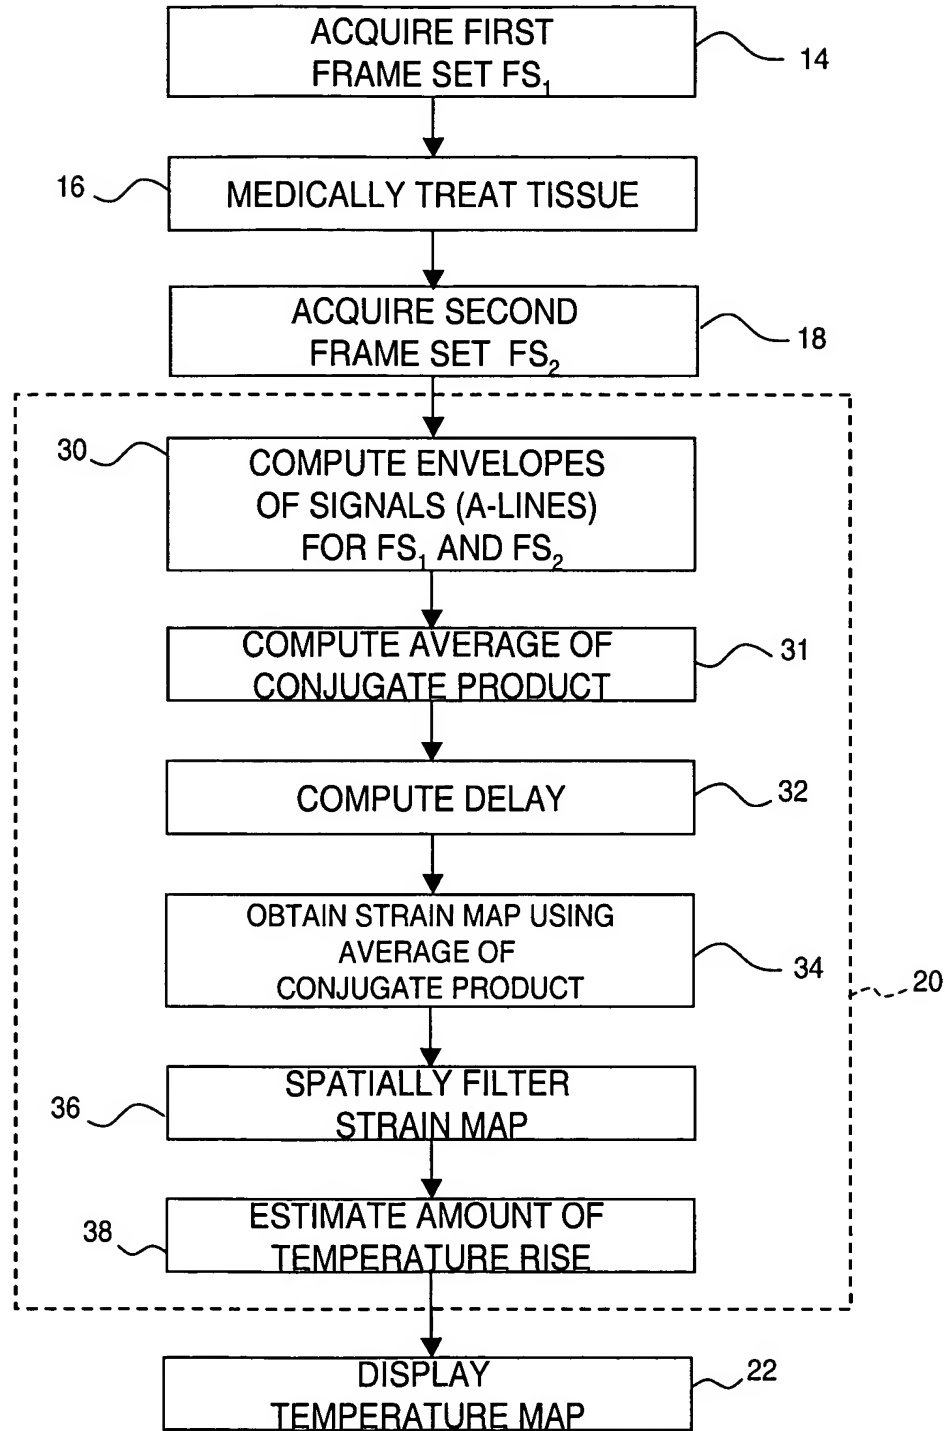 ACQUIRE FIRST
FRAME SET FS₁
14
16
MEDICALLY TREAT TISSUE
ACQUIRE SECOND
FRAME SET FS₂
18
30
COMPUTE ENVELOPES
OF SIGNALS (A-LINES)
FOR FS₁ AND FS₂
COMPUTE AVERAGE OF
CONJUGATE PRODUCT
31
COMPUTE DELAY
32
OBTAIN STRAIN MAP USING
AVERAGE OF
CONJUGATE PRODUCT
34
20
36
SPATIALLY FILTER
STRAIN MAP
38
ESTIMATE AMOUNT OF
TEMPERATURE RISE
DISPLAY
TEMPERATURE MAP
22